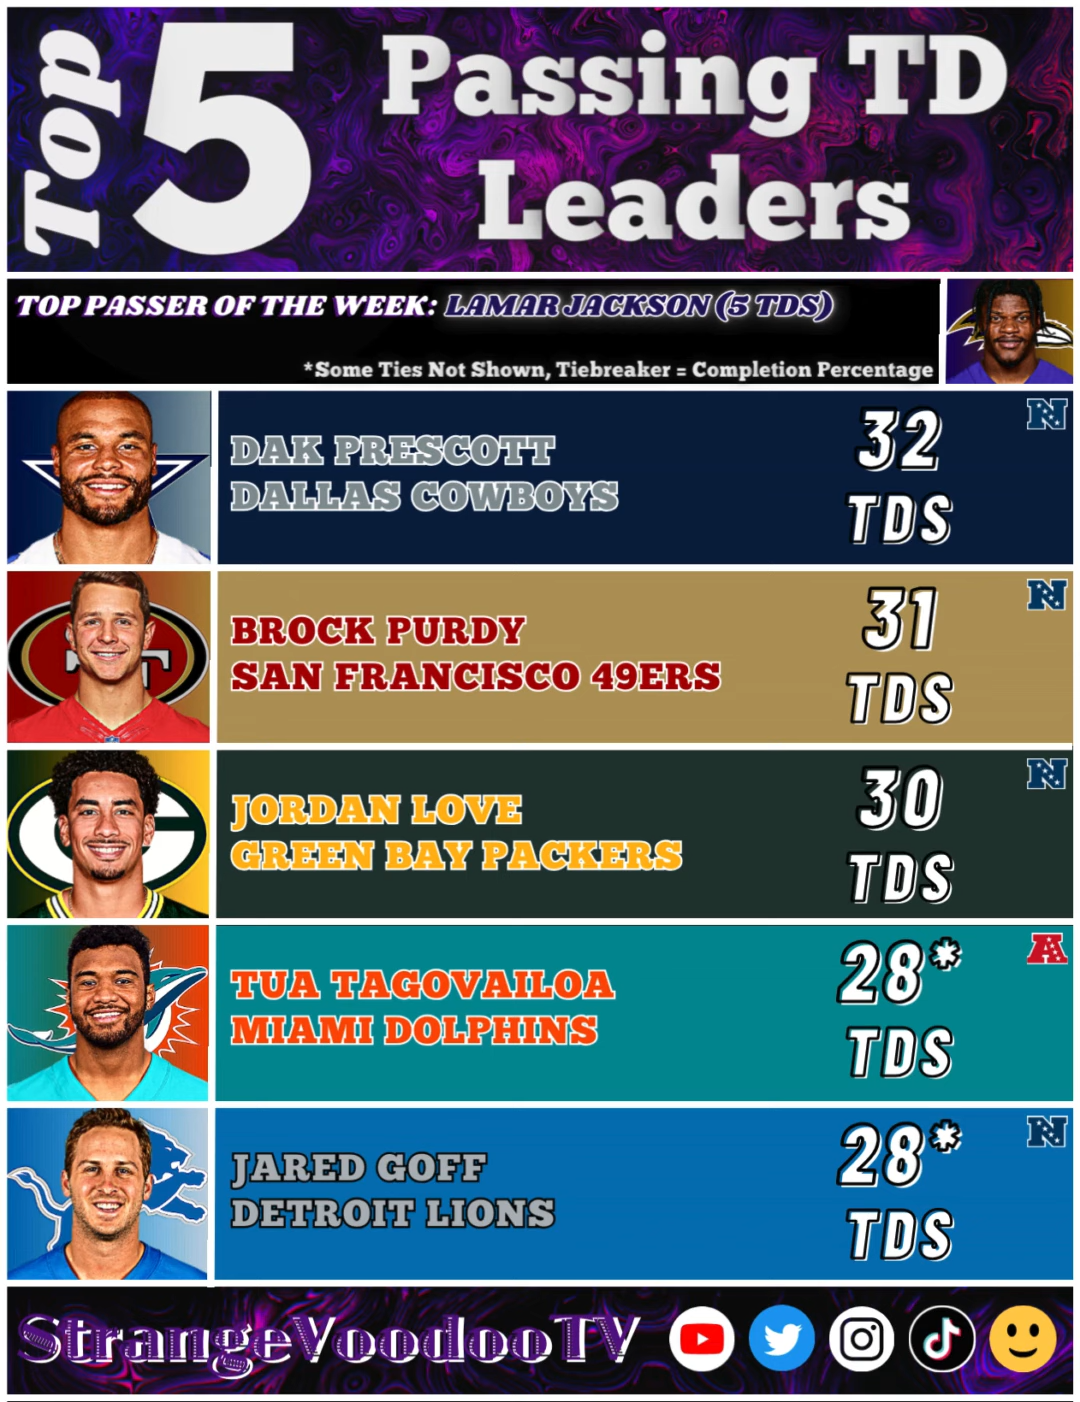 Top 5
Passing TD
Leaders
TOP PASSER OF THE WEEK: LAMAR JACKSON (5 TDS)
*Some Ties Not Shown, Tiebreaker = Completion Percentage
DAK PRESCOTT
DALLAS COWBOYS
32
TDS
N
BROCK PURDY
SAN FRANCISCO 49ERS
31
TDS
N
JORDAN LOVE
GREEN BAY PACKERS
30
TDS
N
TUA TAGOVAILOA
MIAMI DOLPHINS
28*
TDS
A
JARED GOFF
DETROIT LIONS
28*
TDS
N
StrangeVoodooTV